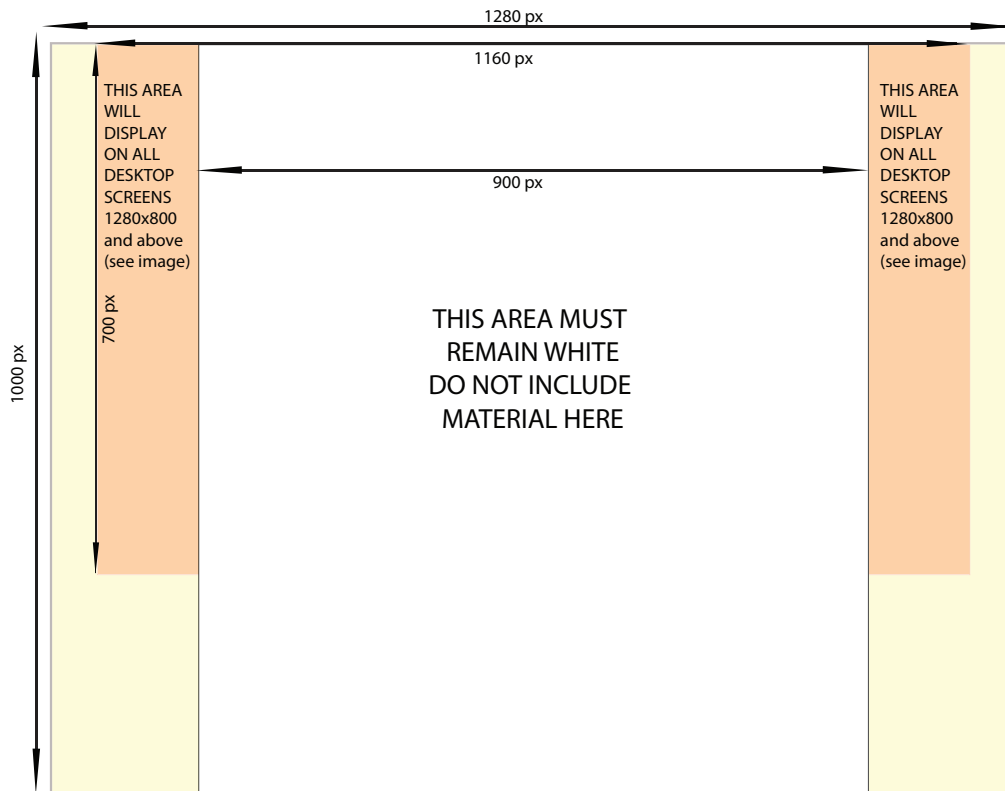 1280 px
1160 px
THIS AREA
WILL
DISPLAY
ON ALL
DESKTOP
SCREENS
1280x800
and above
(see image)
THIS AREA
WILL
DISPLAY
ON ALL
DESKTOP
SCREENS
1280x800
and above
(see image)
900 px
700 px
1000 px
THIS AREA MUST
REMAIN WHITE
DO NOT INCLUDE
MATERIAL HERE